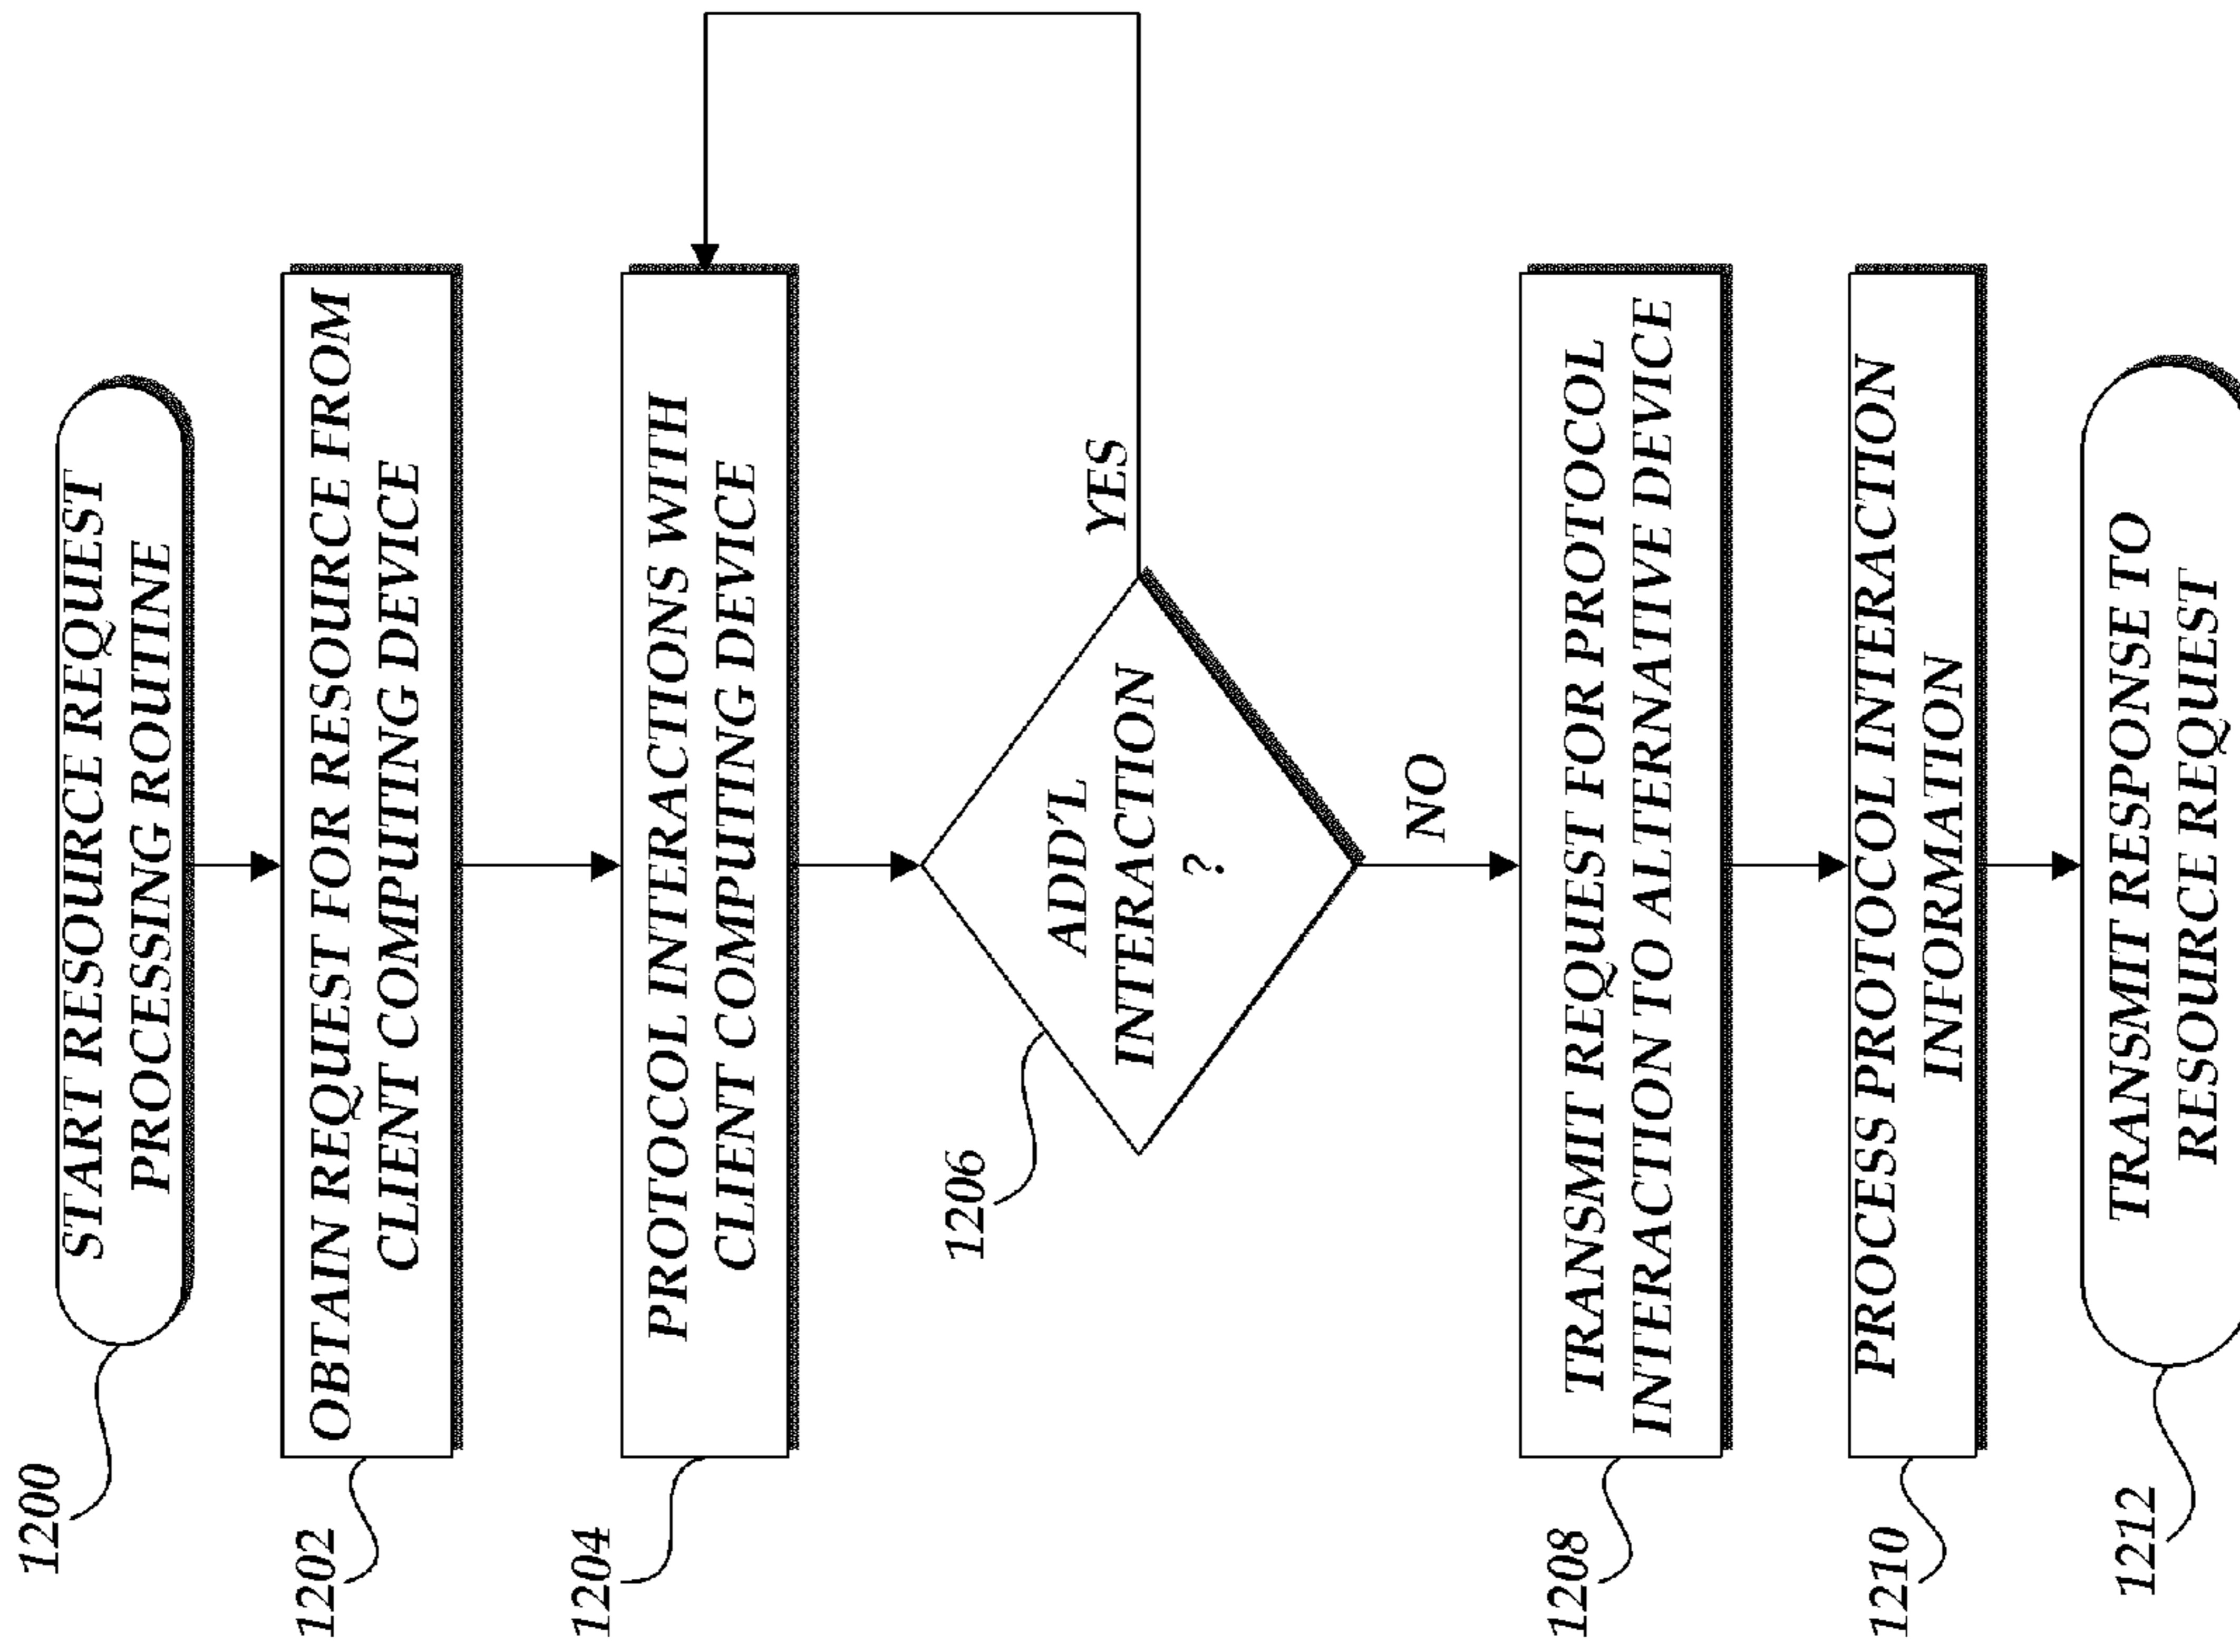 1200
START RESOURCE REQUEST
PROCESSING ROUTINE
1202
OBTAIN REQUEST FOR RESOURCE FROM
CLIENT COMPUTING DEVICE
1204
PROTOCOL INTERACTIONS WITH
CLIENT COMPUTING DEVICE
1206
ADD'L
INTERACTION
?
YES
NO
1208
TRANSMIT REQUEST FOR PROTOCOL
INTERACTION TO ALTERNATIVE DEVICE
1210
PROCESS PROTOCOL INTERACTION
INFORMATION
1212
TRANSMIT RESPONSE TO
RESOURCE REQUEST